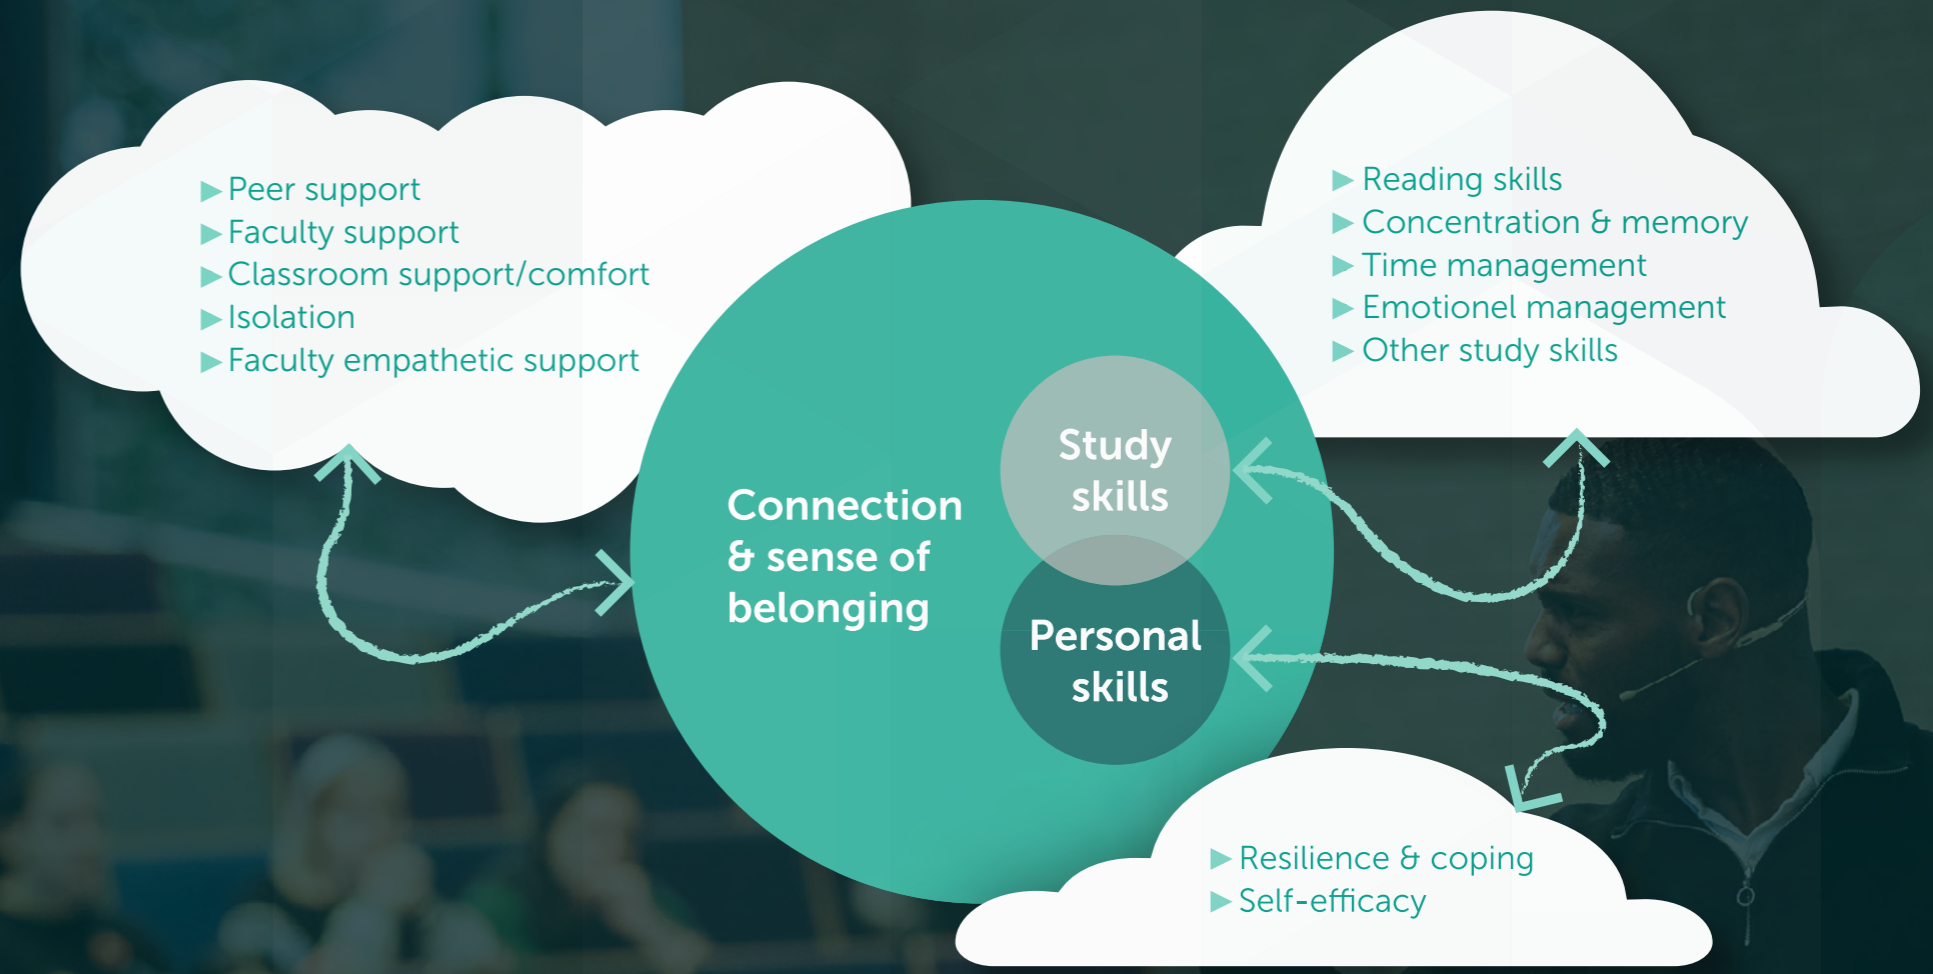 ►Peer support
►Faculty support
►Classroom support/comfort
►Isolation
►Faculty empathetic support
►Reading skills
►Concentration & memory
►Time management
►Emotionel management
►Other study skills
Connection
& sense of
belonging
Study
skills
Personal
skills
►Resilience & coping
►Self-efficacy